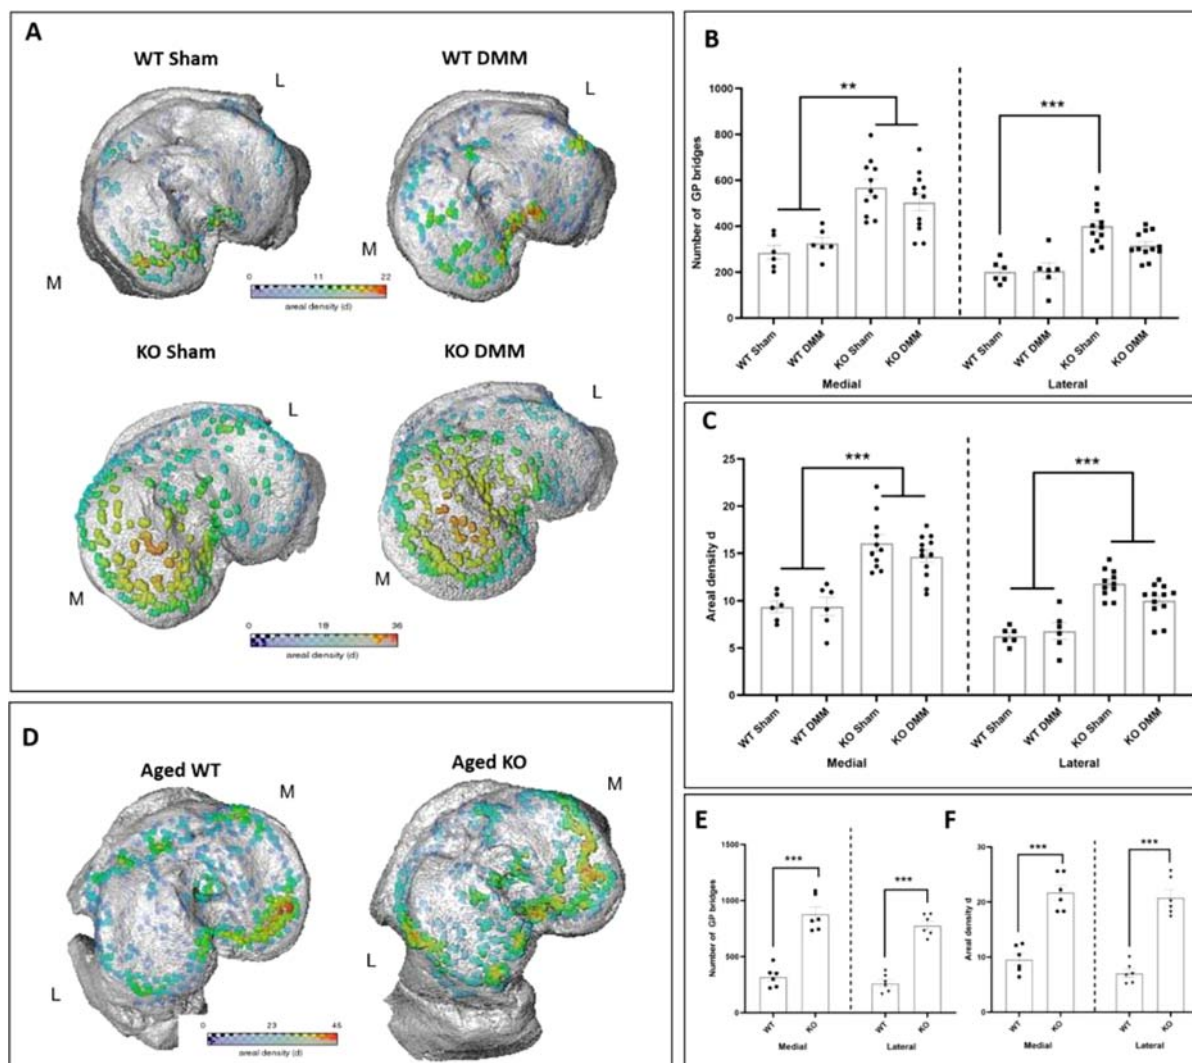 A
WT Sham
WT DMM
L
L
M
M
0 11 22
areal density (d)
KO Sham
KO DMM
L
L
M
M
0 18 36
areal density (d)
B
Number of GP bridges
1000
800
600
400
200
0
**
***
WT Sham
WT DMM
KO Sham
KO DMM
WT Sham
WT DMM
KO Sham
KO DMM
Medial
Lateral
C
Areal density d
25
20
15
10
5
0
***
***
WT Sham
WT DMM
KO Sham
KO DMM
WT Sham
WT DMM
KO Sham
KO DMM
Medial
Lateral
D
Aged WT
Aged KO
M
M
L
L
0 23 45
areal density (d)
E
Number of GP bridges
1500
1000
500
0
***
***
WT
KO
WT
KO
Medial
Lateral
F
Areal density d
30
20
10
0
***
***
WT
KO
WT
KO
Medial
Lateral